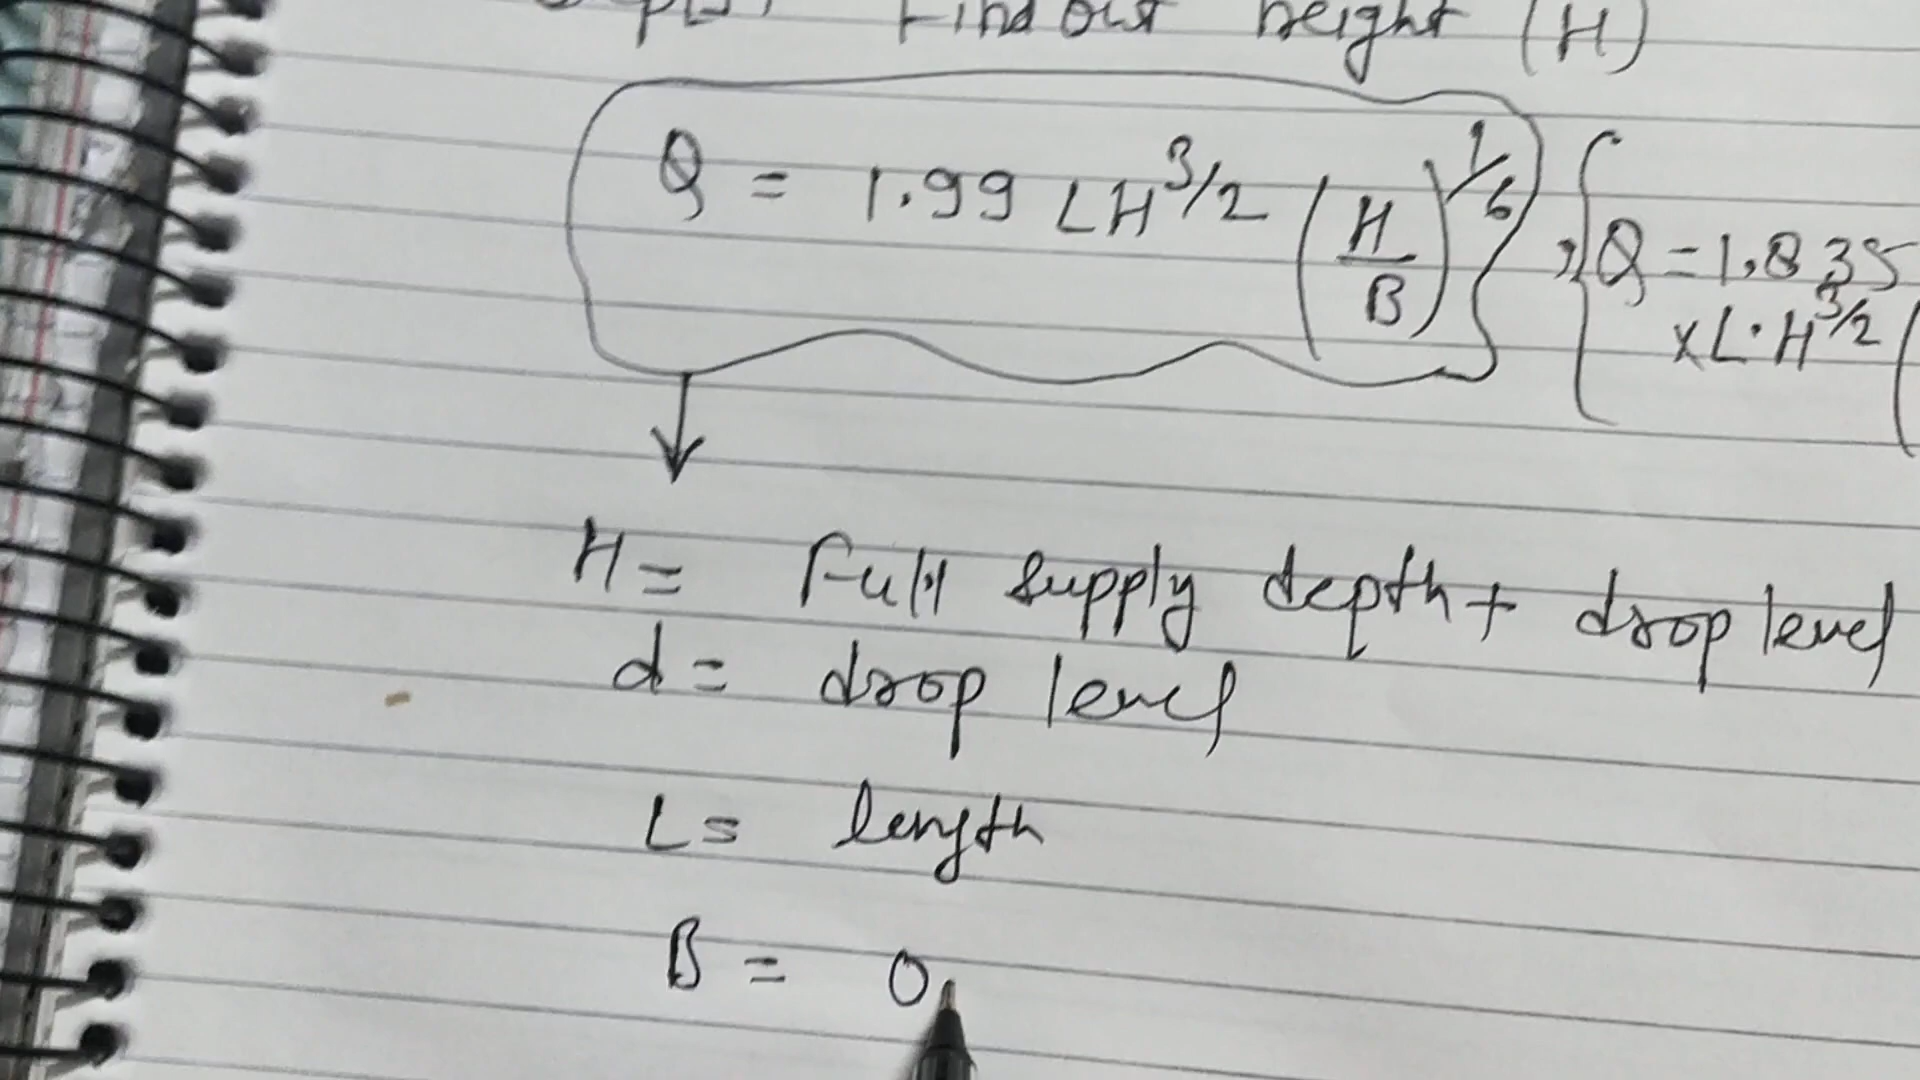 Find out height (H)
Q = 1.99 LH^3/2 (H/B)^1/6 , { Q = 1.835
x L · H^3/2 (
H = Full supply depth + drop level
d = drop level
L = length
B = 0.